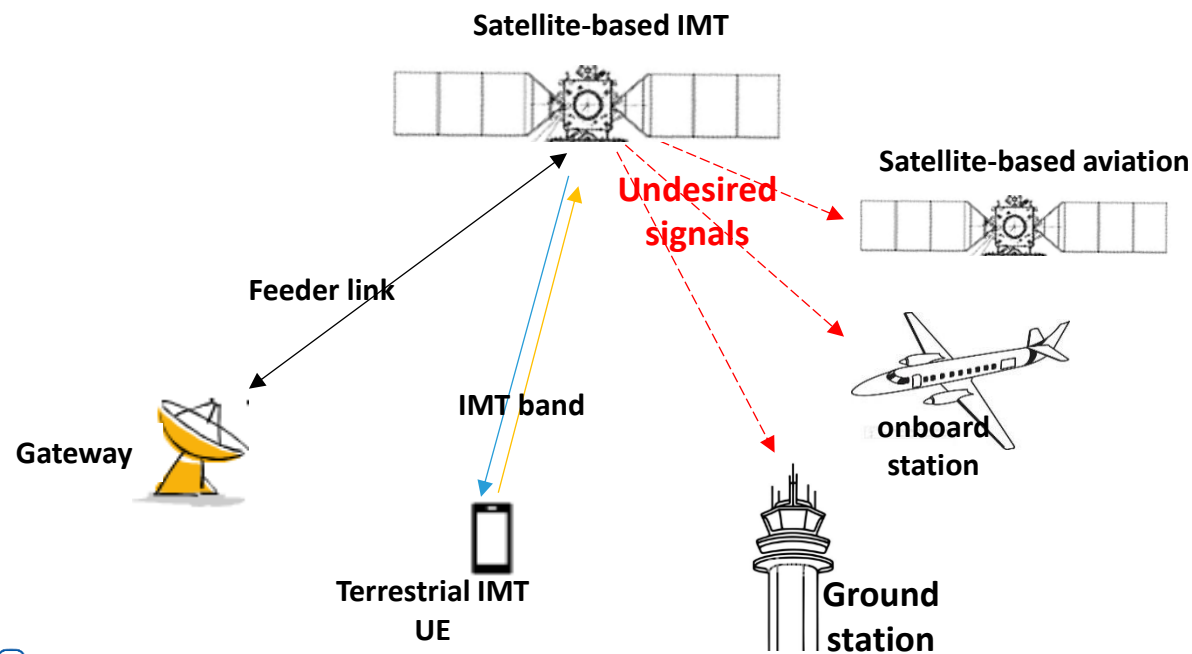 Satellite-based IMT
Satellite-based aviation
Undesired
signals
Feeder link
IMT band
onboard
station
Gateway
Terrestrial IMT
UE
Ground
station